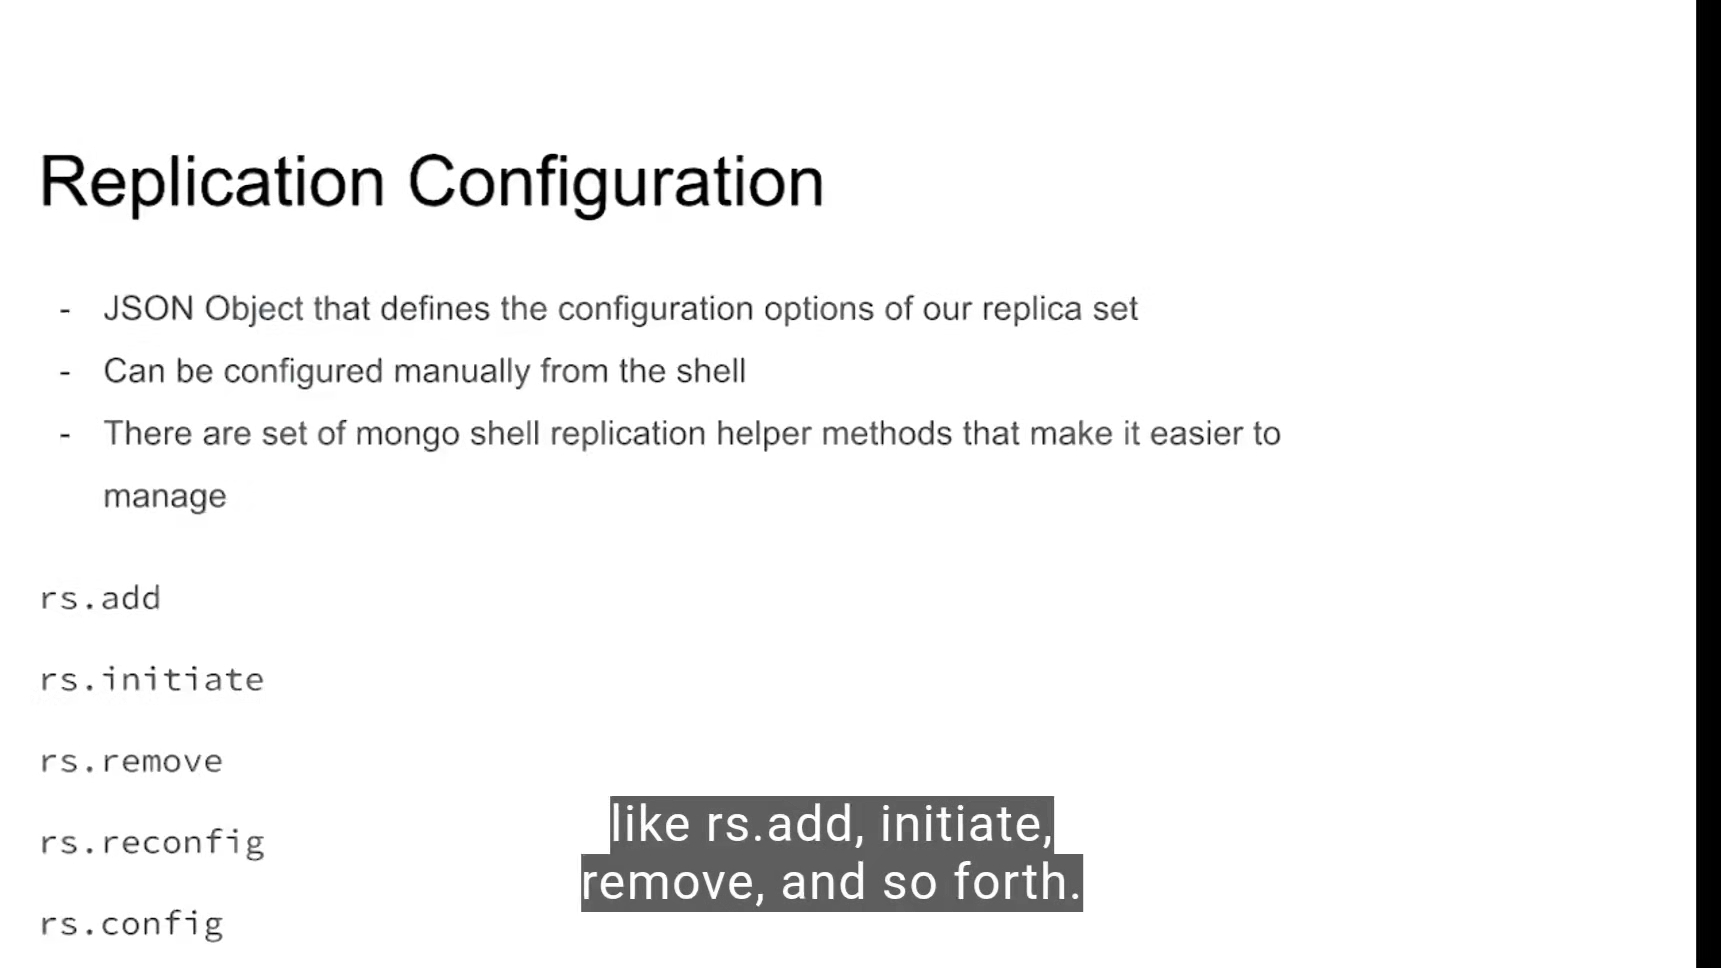 Replication Configuration
- JSON Object that defines the configuration options of our replica set
- Can be configured manually from the shell
- There are set of mongo shell replication helper methods that make it easier to
manage
rs.add
rs.initiate
rs.remove
rs.reconfig
rs.config
like rs.add, initiate,
remove, and so forth.